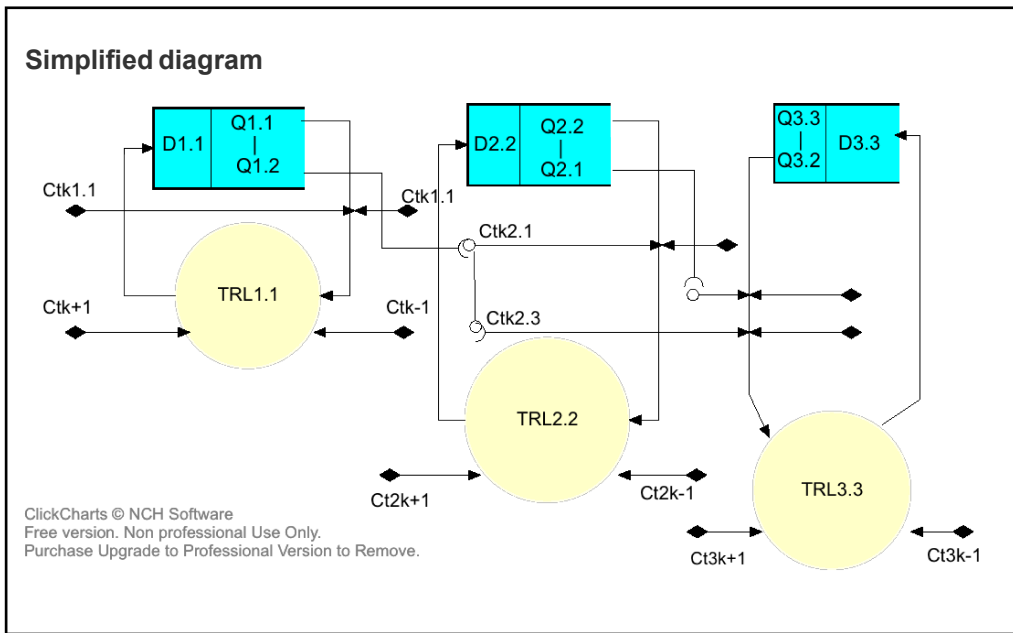 Simplified diagram
D1.1
Q1.1
|
Q1.2
D2.2
Q2.2
|
Q2.1
Q3.3
|
Q3.2
D3.3
Ctk1.1
Ctk1.1
Ctk2.1
TRL1.1
Ctk+1
Ctk-1
Ctk2.3
TRL2.2
Ct2k+1
Ct2k-1
TRL3.3
Ct3k+1
Ct3k-1
ClickCharts © NCH Software
Free version. Non professional Use Only.
Purchase Upgrade to Professional Version to Remove.